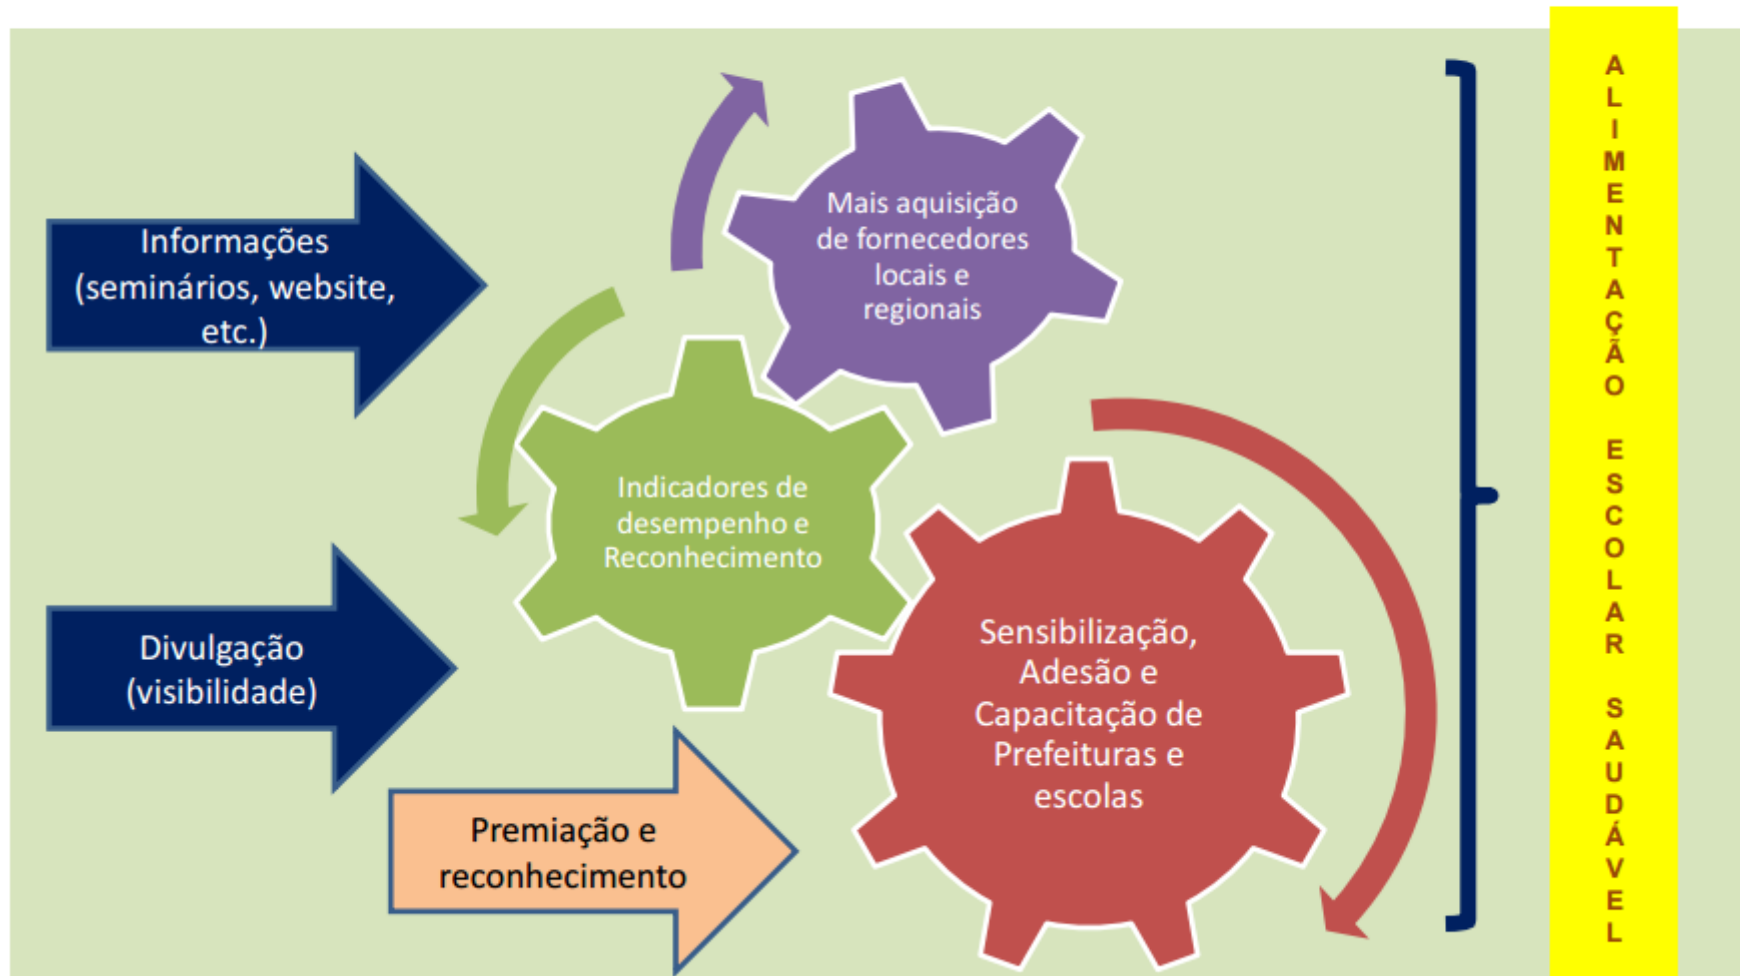 Informações
(seminários, website,
etc.)
Mais aquisição
de fornecedores
locais e
regionais
Indicadores de
desempenho e
Reconhecimento
Divulgação
(visibilidade)
Sensibilização,
Adesão e
Capacitação de
Prefeituras e
escolas
Premiação e
reconhecimento
ALIMENTAÇÃO ESCOLAR SAUDÁVEL